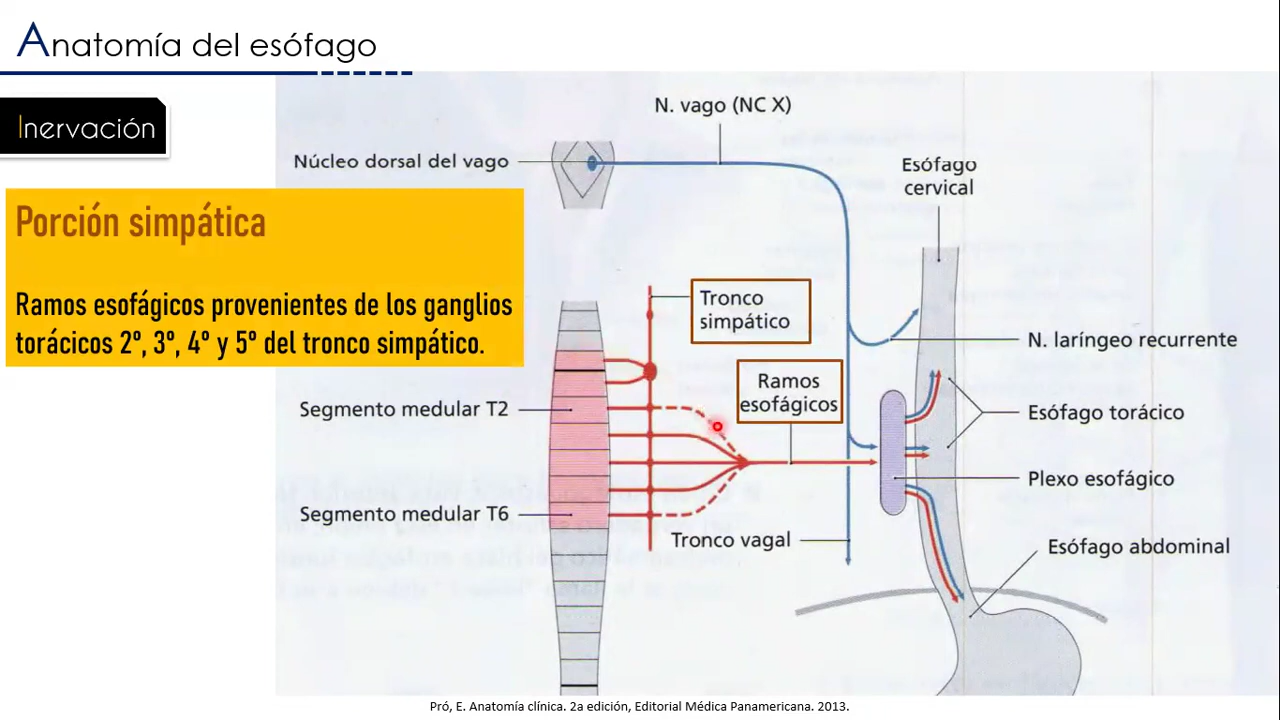 Anatomía del esófago
Inervación
Porción simpática
Ramos esofágicos provenientes de los ganglios
torácicos 2º, 3º, 4º y 5º del tronco simpático.
N. vago (NC X)
Núcleo dorsal del vago
Esófago
cervical
Tronco
simpático
N. laríngeo recurrente
Ramos
esofágicos
Segmento medular T2
Esófago torácico
Plexo esofágico
Segmento medular T6
Tronco vagal
Esófago abdominal
Pró, E. Anatomía clínica. 2a edición, Editorial Médica Panamericana. 2013.